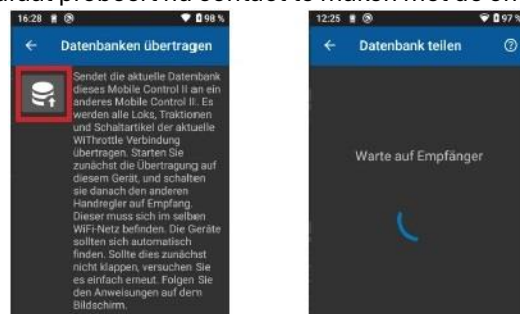 16:28 98 %
Datenbanken übertragen
Sendet die aktuelle Datenbank
dieses Mobile Control II an ein
anderes Mobile Control II. Es
werden alle Loks, Traktionen
und Schaltartikel der aktuelle
WiThrottle Verbindung
übertragen. Starten Sie
zunächst die Übertragung auf
diesem Gerät, und schalten
sie danach den anderen
Handregler auf Empfang.
Dieser muss sich im selben
WiFi-Netz befinden. Die Geräte
sollten sich automatisch
finden. Sollte dies zunächst
nicht klappen, versuchen Sie
es einfach erneut. Folgen Sie
den Anweisungen auf dem
Bildschirm.
12:25 97 %
Datenbank teilen
Warte auf Empfänger